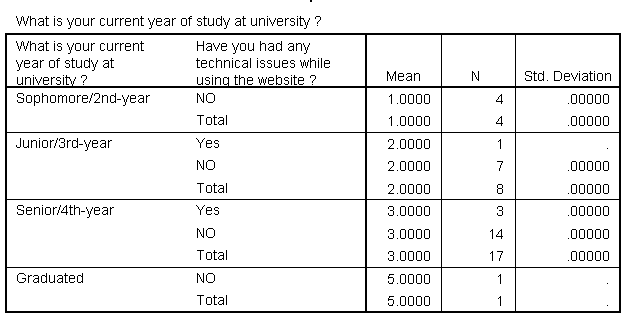 What is your current year of study at university ?
What is your current year of study at university ? Have you had any technical issues while using the website ? Mean N Std. Deviation
Sophomore/2nd-year NO 1.0000 4 .00000
Total 1.0000 4 .00000
Junior/3rd-year Yes 2.0000 1 .
NO 2.0000 7 .00000
Total 2.0000 8 .00000
Senior/4th-year Yes 3.0000 3 .00000
NO 3.0000 14 .00000
Total 3.0000 17 .00000
Graduated NO 5.0000 1 .
Total 5.0000 1 .